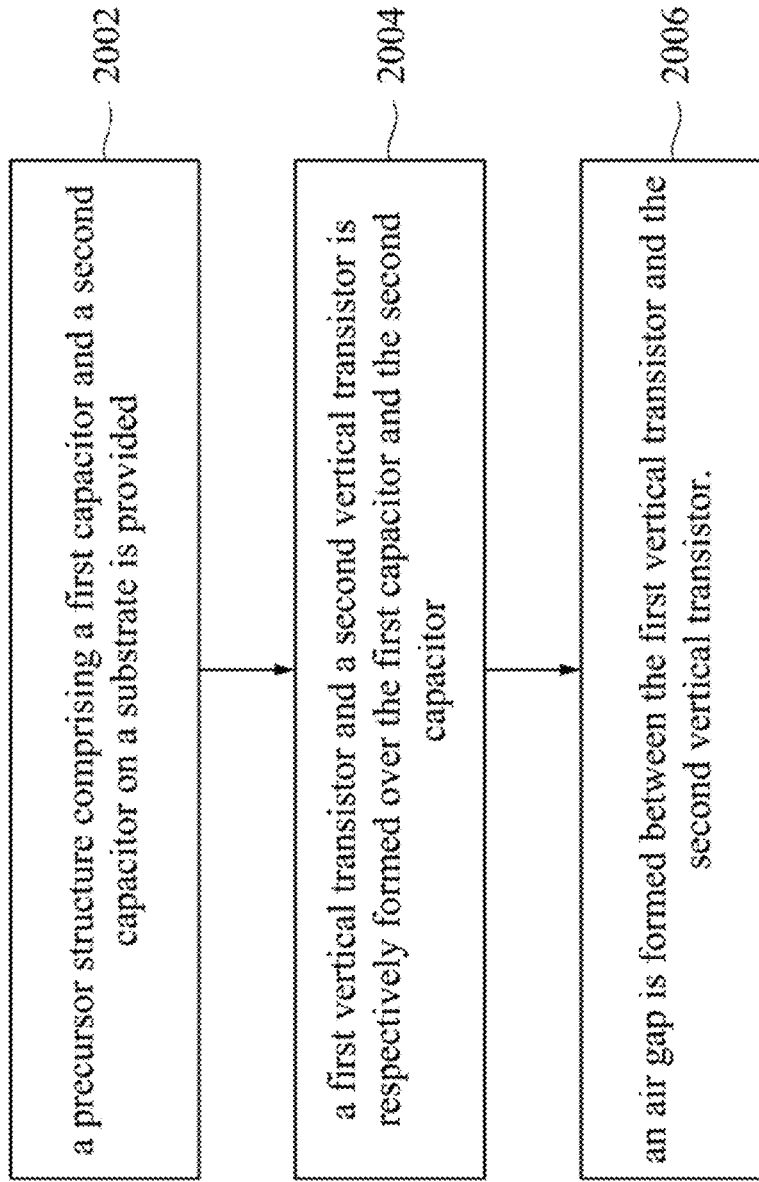 a precursor structure comprising a first capacitor and a second
capacitor on a substrate is provided
2002
a first vertical transistor and a second vertical transistor is
respectively formed over the first capacitor and the second
capacitor
2004
an air gap is formed between the first vertical transistor and the
second vertical transistor.
2006